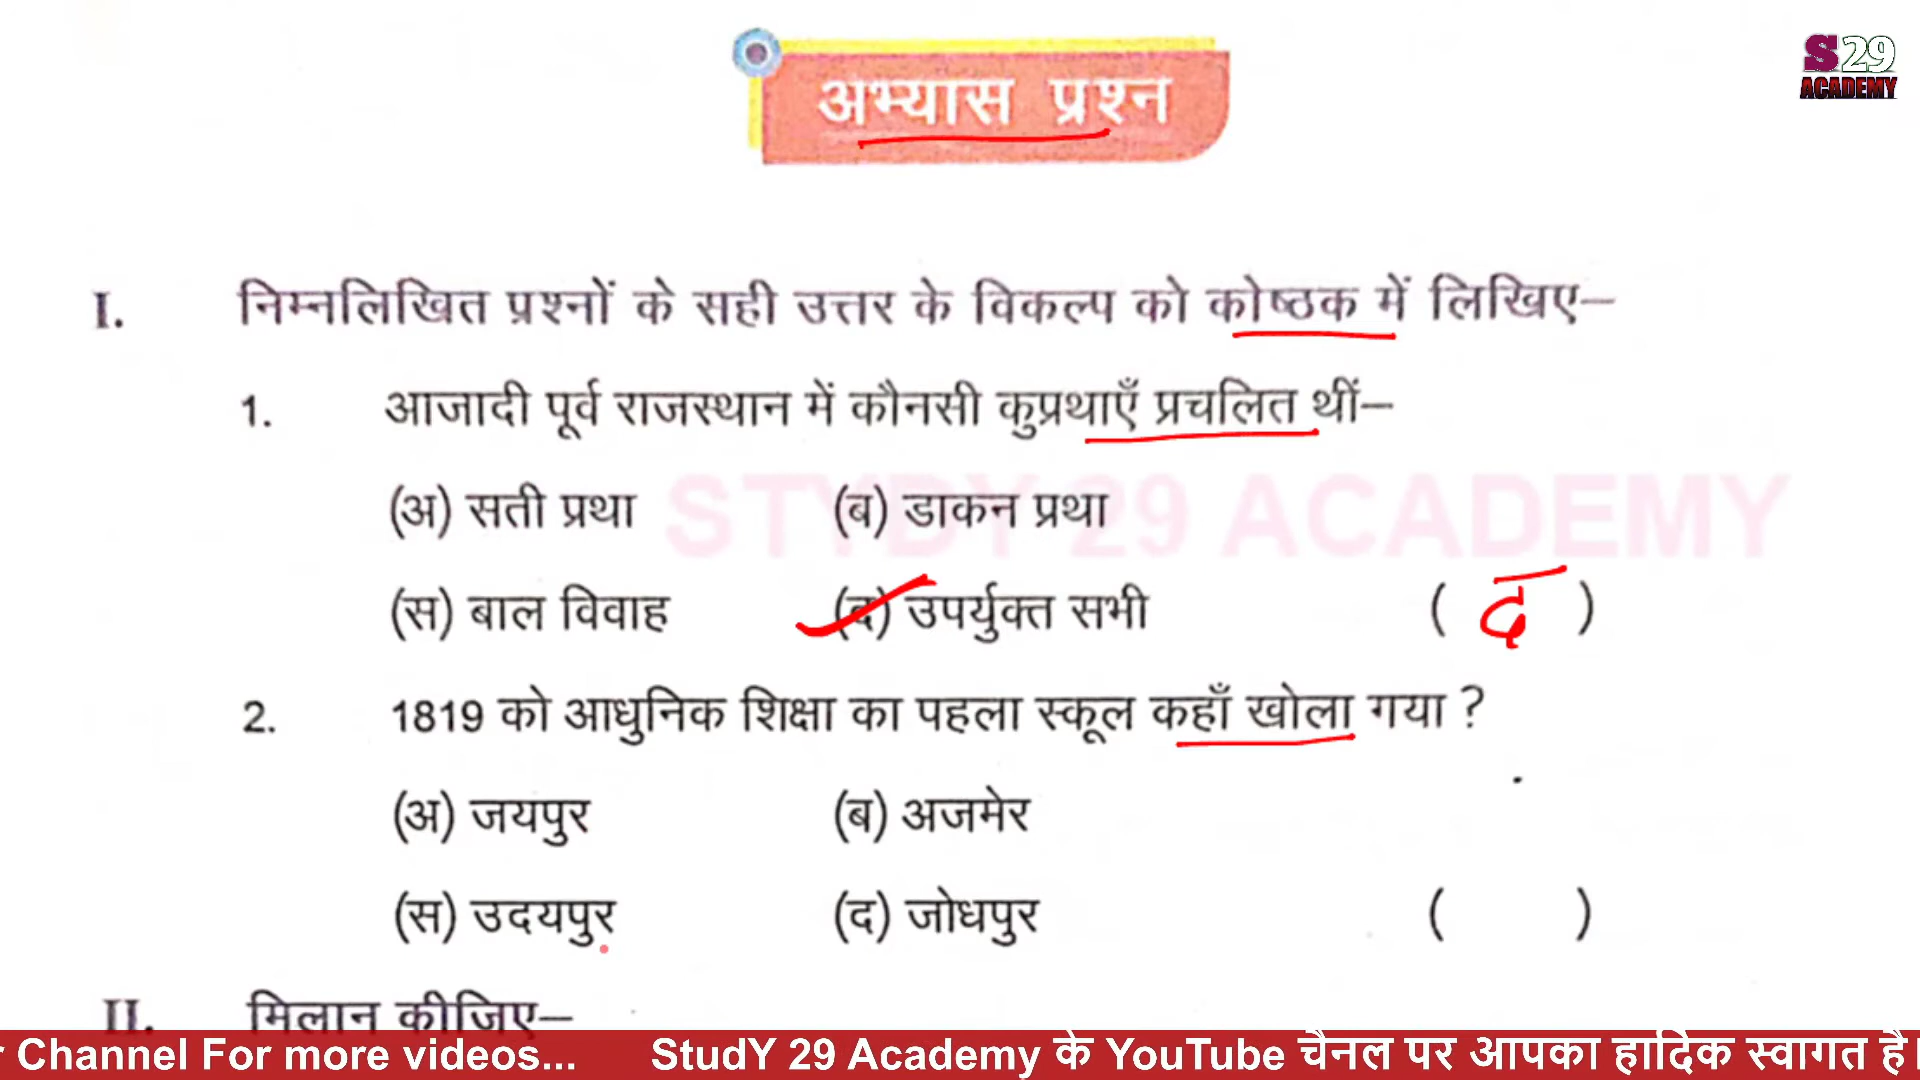 S29
ACADEMY
अभ्यास प्रश्न
I. निम्नलिखित प्रश्नों के सही उत्तर के विकल्प को कोष्ठक में लिखिए–
1. आजादी पूर्व राजस्थान में कौनसी कुप्रथाएँ प्रचलित थीं–
(अ) सती प्रथा (ब) डाकन प्रथा
STYDY 29 ACADEMY
(स) बाल विवाह (द) उपर्युक्त सभी ( द )
2. 1819 को आधुनिक शिक्षा का पहला स्कूल कहाँ खोला गया ?
(अ) जयपुर (ब) अजमेर
(स) उदयपुर (द) जोधपुर ( )
II. मिलान कीजिए–
r Channel For more videos... StudY 29 Academy के YouTube चैनल पर आपका हार्दिक स्वागत है।